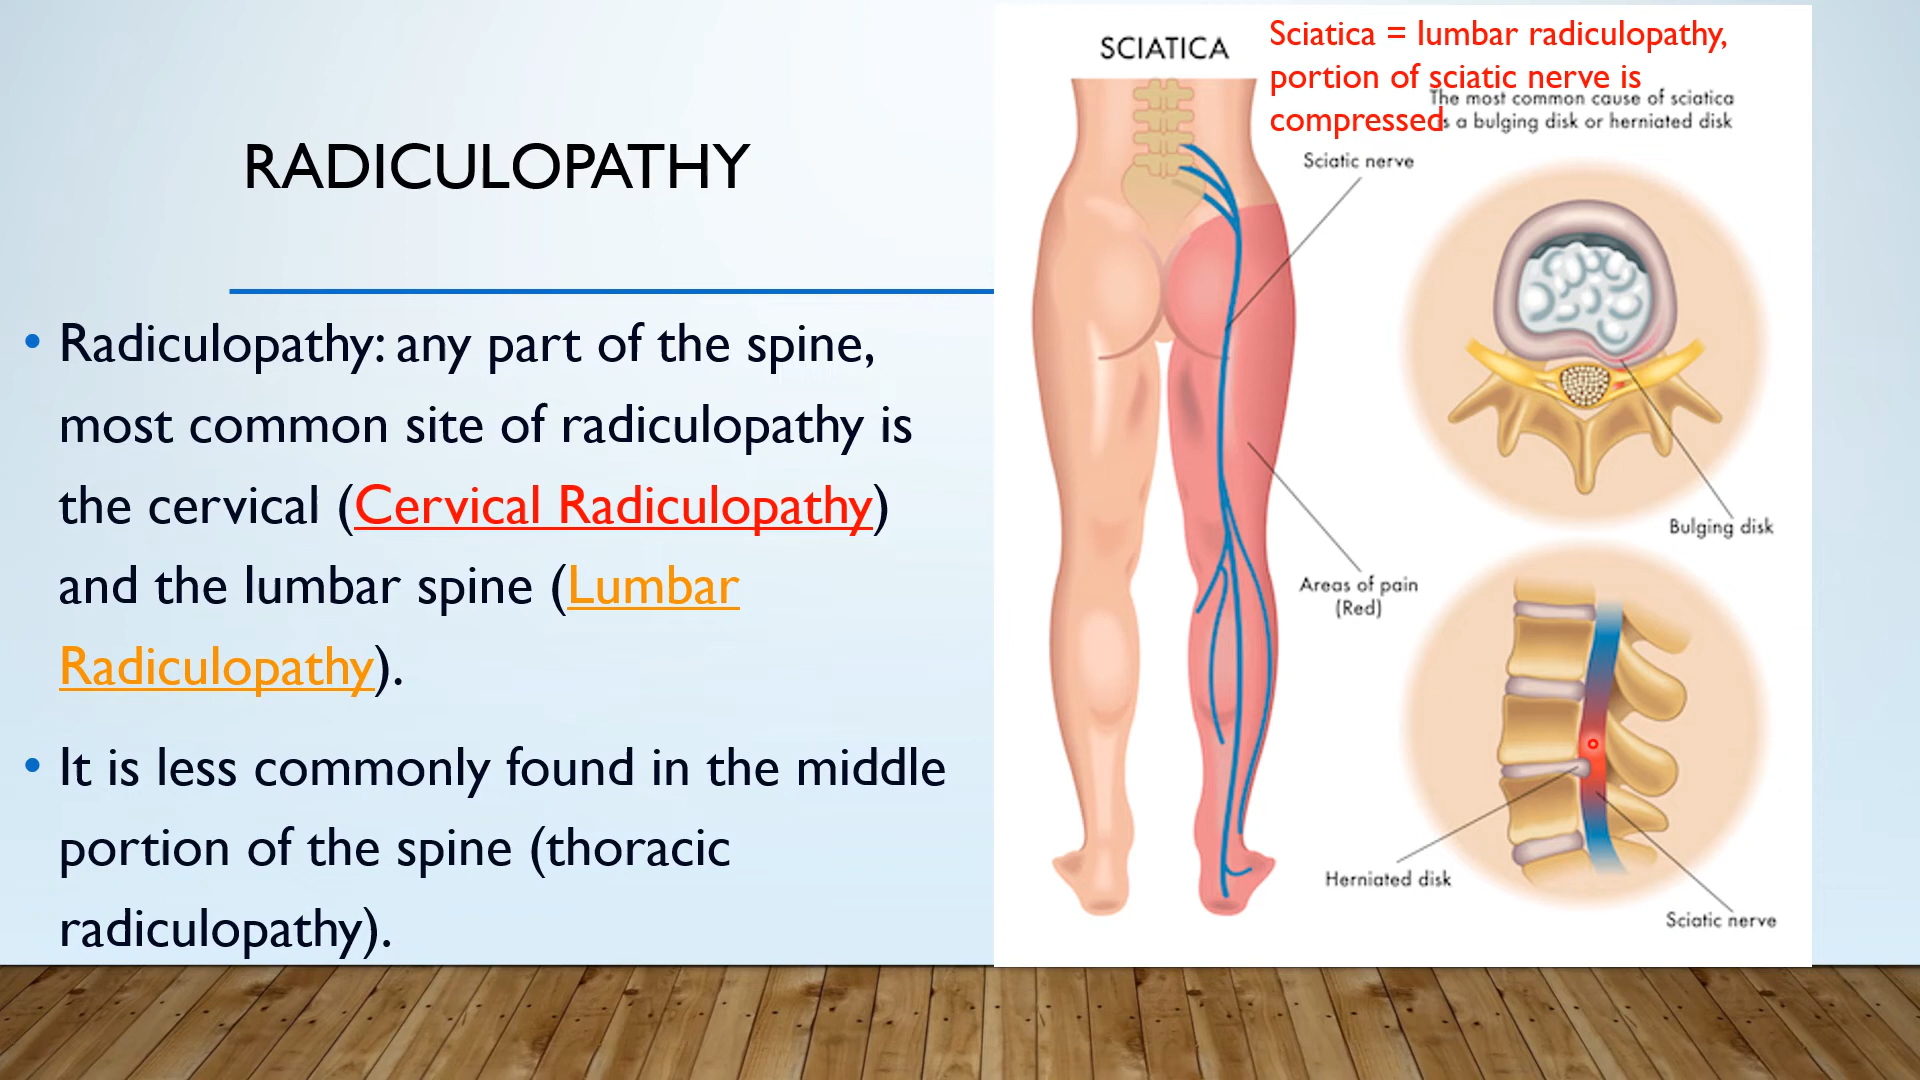 RADICULOPATHY
• Radiculopathy: any part of the spine,
most common site of radiculopathy is
the cervical (Cervical Radiculopathy)
and the lumbar spine (Lumbar
Radiculopathy).
• It is less commonly found in the middle
portion of the spine (thoracic
radiculopathy).
SCIATICA
Sciatica = lumbar radiculopathy,
portion of sciatic nerve is
compressed
The most common cause of sciatica
is a bulging disk or herniated disk
Sciatic nerve
Bulging disk
Areas of pain
(Red)
Herniated disk
Sciatic nerve